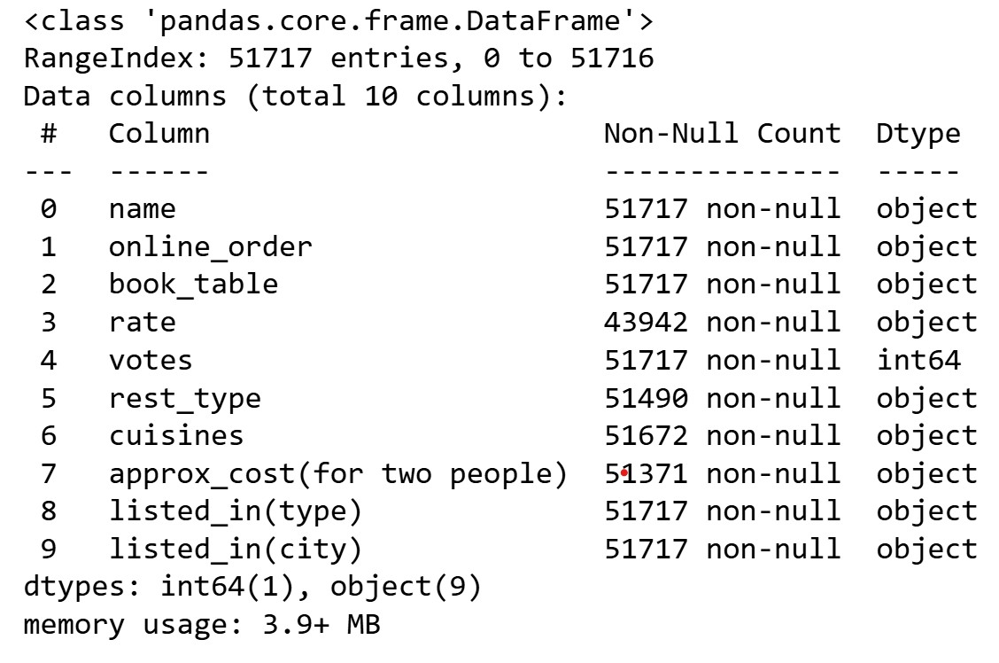 <class 'pandas.core.frame.DataFrame'>
RangeIndex: 51717 entries, 0 to 51716
Data columns (total 10 columns):
 #   Column                       Non-Null Count  Dtype
---  ------                       --------------  -----
 0   name                         51717 non-null  object
 1   online_order                 51717 non-null  object
 2   book_table                   51717 non-null  object
 3   rate                         43942 non-null  object
 4   votes                        51717 non-null  int64
 5   rest_type                    51490 non-null  object
 6   cuisines                     51672 non-null  object
 7   approx_cost(for two people)  51371 non-null  object
 8   listed_in(type)              51717 non-null  object
 9   listed_in(city)              51717 non-null  object
dtypes: int64(1), object(9)
memory usage: 3.9+ MB